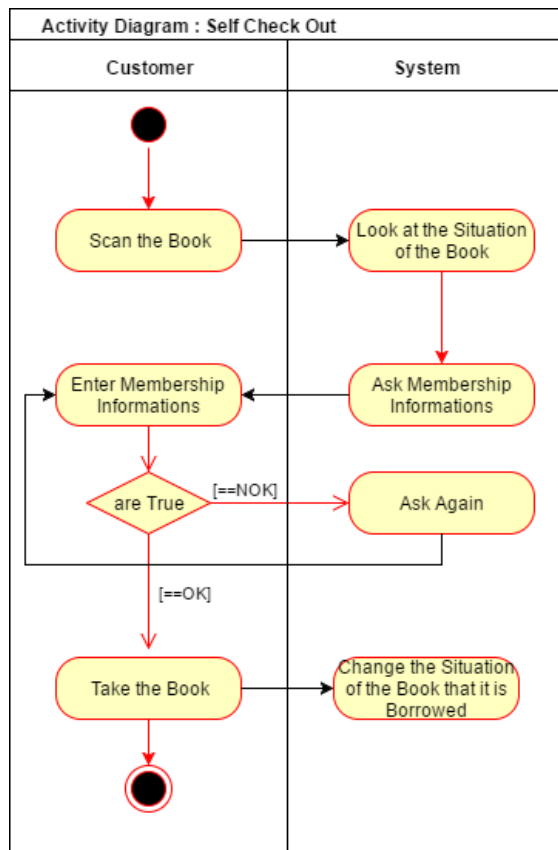 Activity Diagram : Self Check Out
Customer
System
Scan the Book
Look at the Situation
of the Book
Enter Membership
Informations
Ask Membership
Informations
are True
[==NOK]
Ask Again
[==OK]
Take the Book
Change the Situation
of the Book that it is
Borrowed